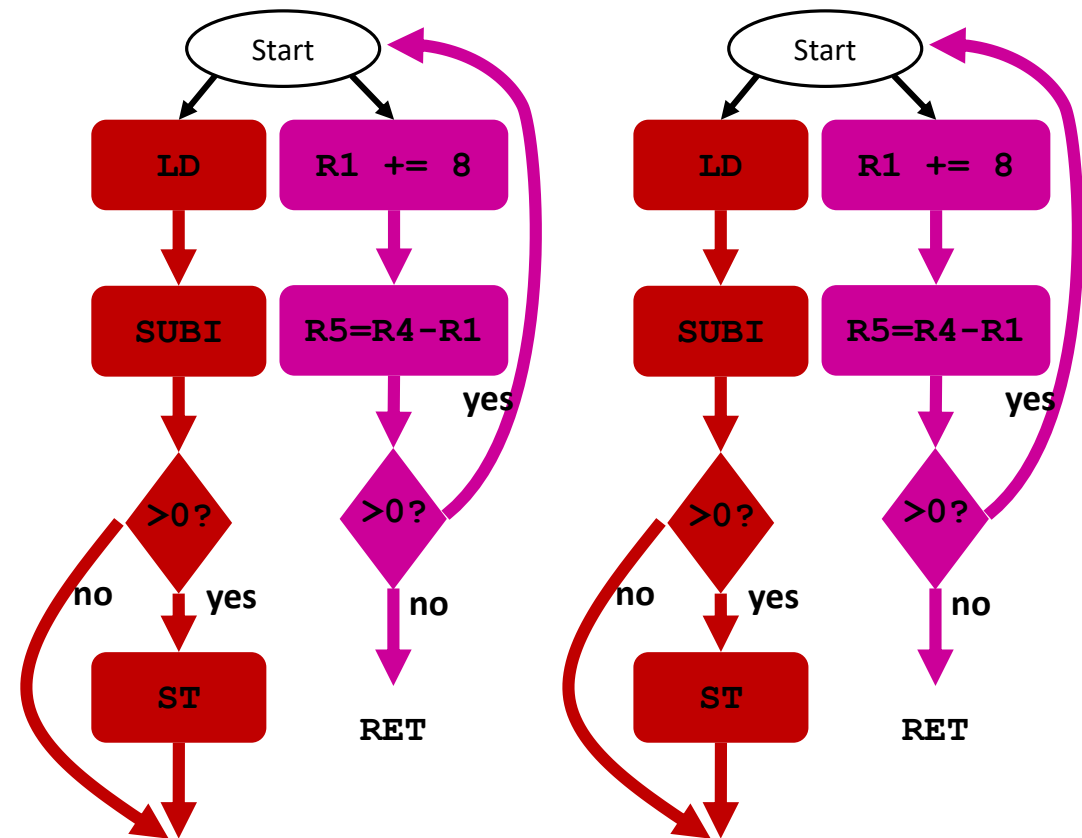 Start
LD
R1 += 8
SUBI
R5=R4-R1
yes
>0?
>0?
no
yes
no
ST
RET
Start
LD
R1 += 8
SUBI
R5=R4-R1
yes
>0?
>0?
no
yes
no
ST
RET